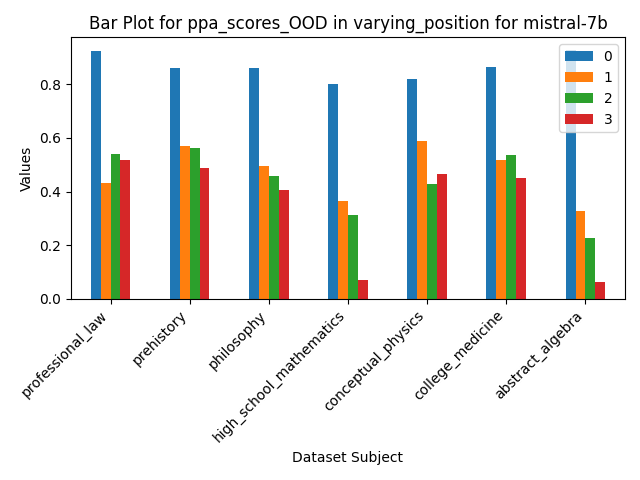 Bar Plot for ppa_scores_OOD in varying_position for mistral-7b
0
1
2
3
Values
0.8
0.6
0.4
0.2
0.0
professional_law
prehistory
philosophy
high_school_mathematics
conceptual_physics
college_medicine
abstract_algebra
Dataset Subject